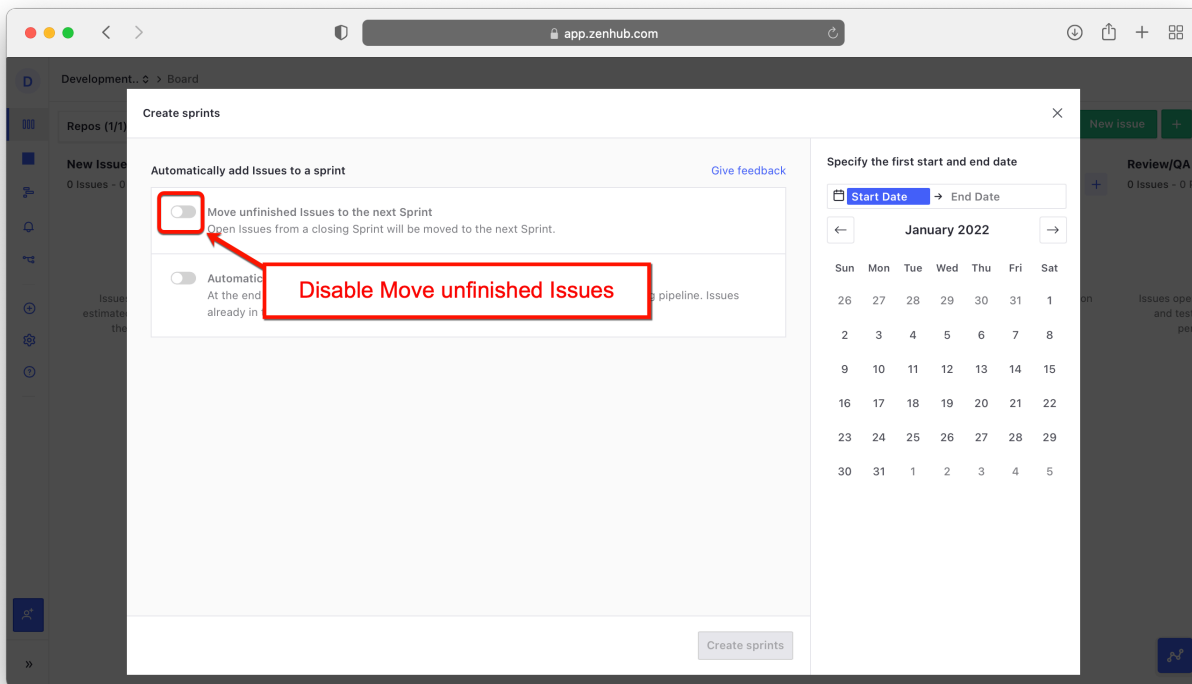 app.zenhub.com
D
Development.. > Board
Repos (1/1)
New issue
+
New Issue
0 Issues - 0
Review/QA
0 Issues - 0 P
Issues
estimated
the
on
Issues ope
and test
per
Create sprints
Automatically add Issues to a sprint
Give feedback
Move unfinished Issues to the next Sprint
Open Issues from a closing Sprint will be moved to the next Sprint.
Automatic
At the end
pipeline. Issues
already in
Disable Move unfinished Issues
Create sprints
Specify the first start and end date
Start Date → End Date
← January 2022 →
Sun Mon Tue Wed Thu Fri Sat
26 27 28 29 30 31 1
2 3 4 5 6 7 8
9 10 11 12 13 14 15
16 17 18 19 20 21 22
23 24 25 26 27 28 29
30 31 1 2 3 4 5